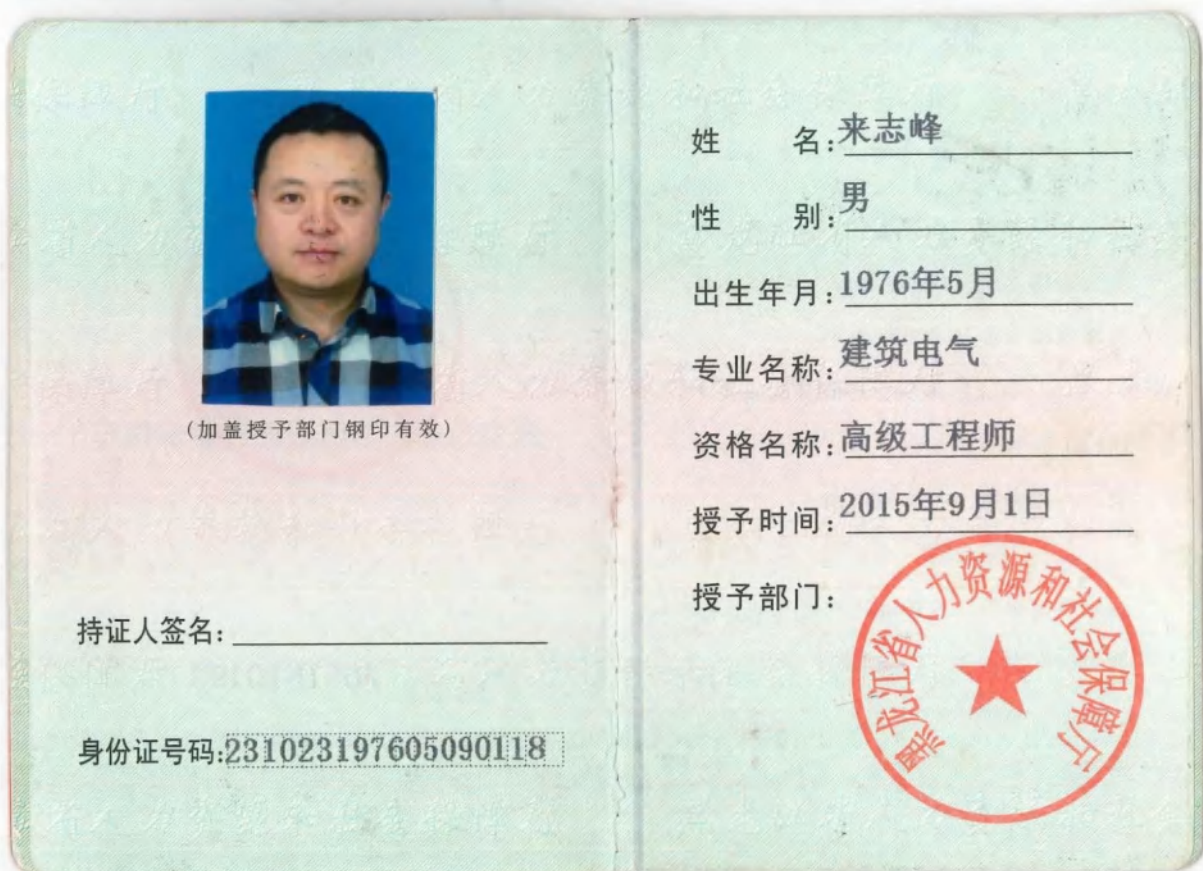 (加盖授予部门钢印有效)
持证人签名:
身份证号码:231023197605090118
姓 名:来志峰
性 别:男
出生年月:1976年5月
专业名称:建筑电气
资格名称:高级工程师
授予时间:2015年9月1日
授予部门:
黑龙江省人力资源和社会保障厅